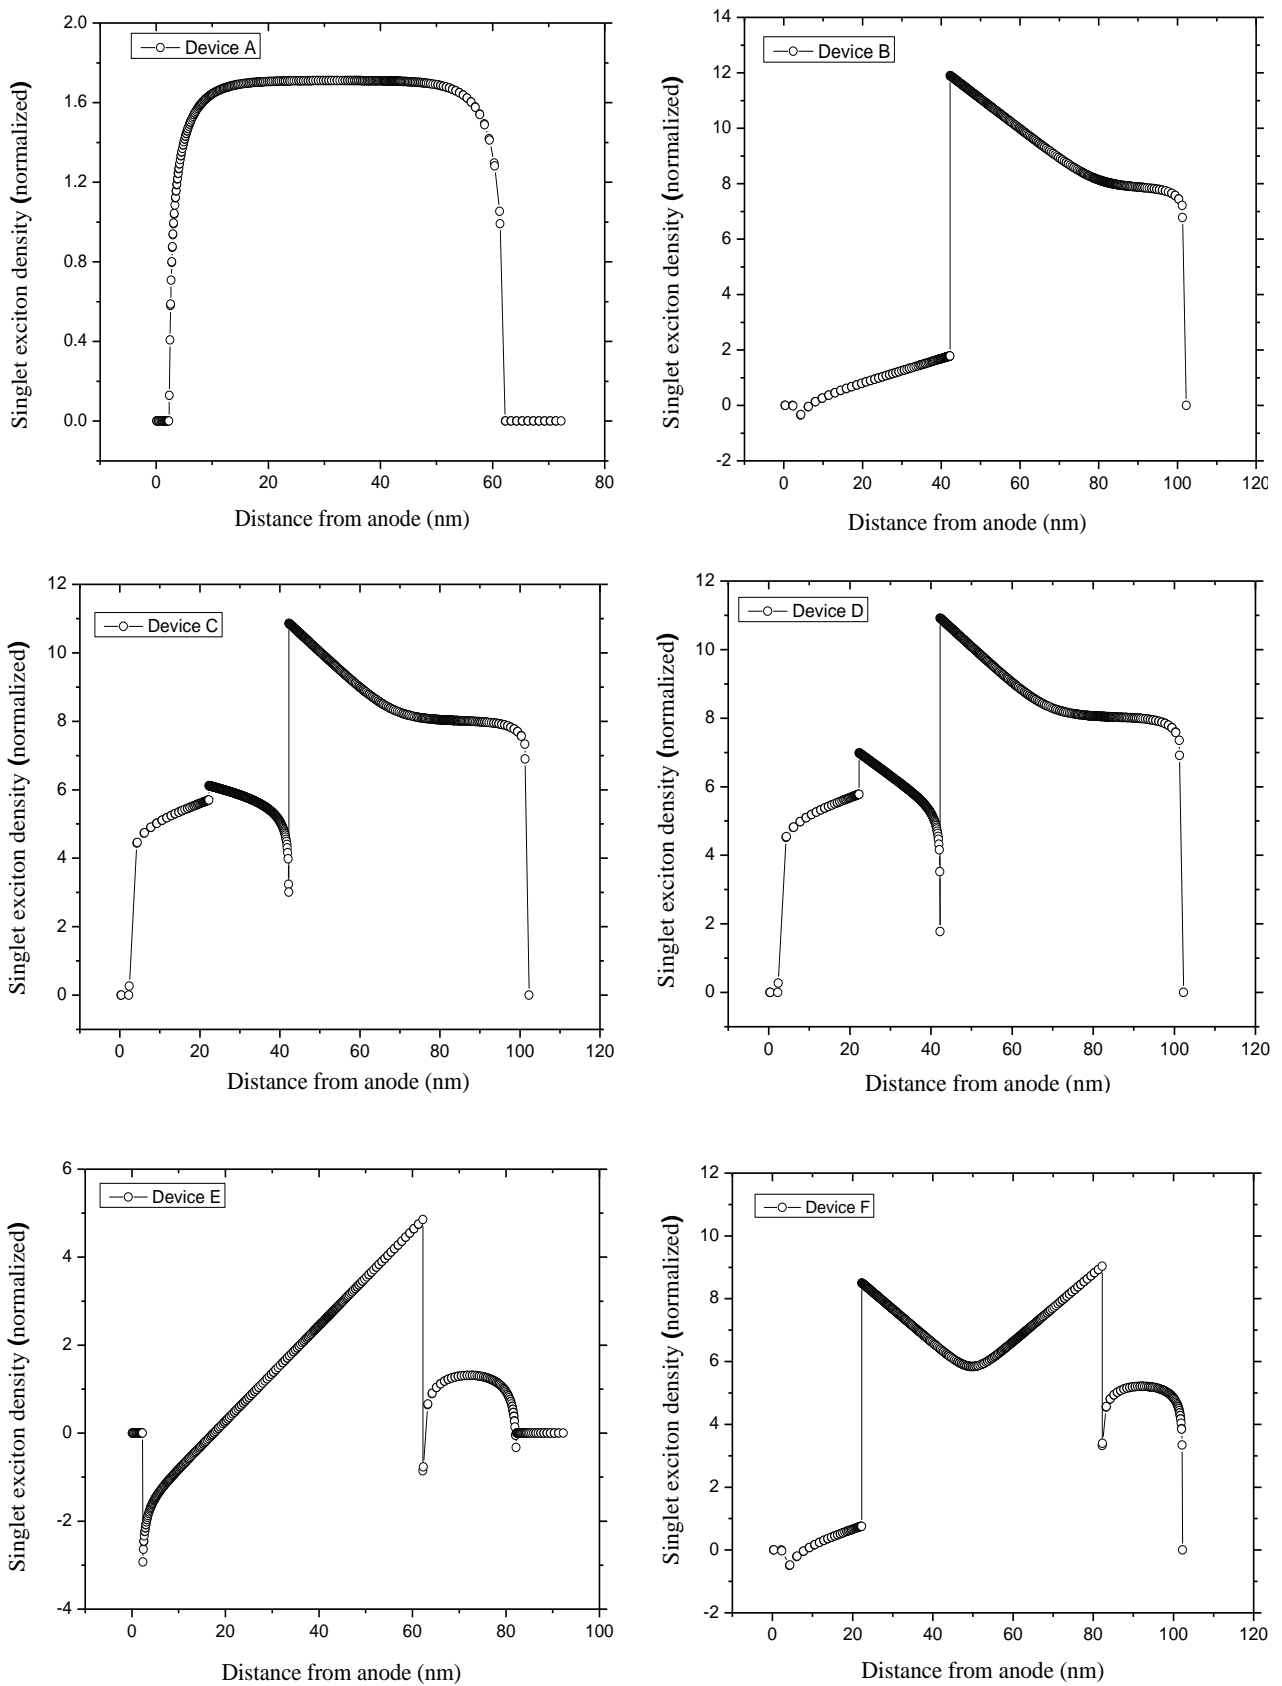 2.0
1.6
1.2
0.8
0.4
0.0
Singlet exciton density (normalized)
Device A
0 20 40 60 80
Distance from anode (nm)
14
12
10
8
6
4
2
0
-2
Singlet exciton density (normalized)
Device B
0 20 40 60 80 100 120
Distance from anode (nm)
12
10
8
6
4
2
0
Singlet exciton density (normalized)
Device C
0 20 40 60 80 100 120
Distance from anode (nm)
12
10
8
6
4
2
0
Singlet exciton density (normalized)
Device D
0 20 40 60 80 100 120
Distance from anode (nm)
6
4
2
0
-2
-4
Singlet exciton density (normalized)
Device E
0 20 40 60 80 100
Distance from anode (nm)
12
10
8
6
4
2
0
-2
Singlet exciton density (normalized)
Device F
0 20 40 60 80 100 120
Distance from anode (nm)